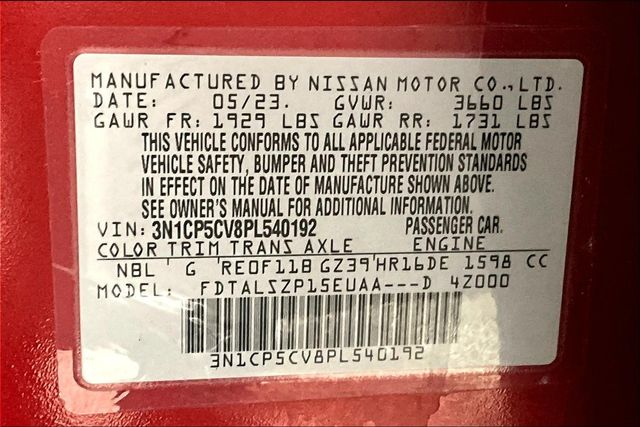 MANUFACTURED BY NISSAN MOTOR CO.,LTD.
DATE: 05/23. GVWR: 3660 LBS
GAWR FR: 1929 LBS GAWR RR: 1731 LBS
THIS VEHICLE CONFORMS TO ALL APPLICABLE FEDERAL MOTOR
VEHICLE SAFETY, BUMPER AND THEFT PREVENTION STANDARDS
IN EFFECT ON THE DATE OF MANUFACTURE SHOWN ABOVE.
SEE OWNER'S MANUAL FOR ADDITIONAL INFORMATION.
VIN: 3N1CP5CV8PL540192 PASSENGER CAR.
COLOR TRIM TRANS AXLE ENGINE
NBL G RE0F11B GZ39 HR16DE 1598 CC
MODEL: FDTALSZP15EUAA---D 4Z000
3N1CP5CV8PL540192